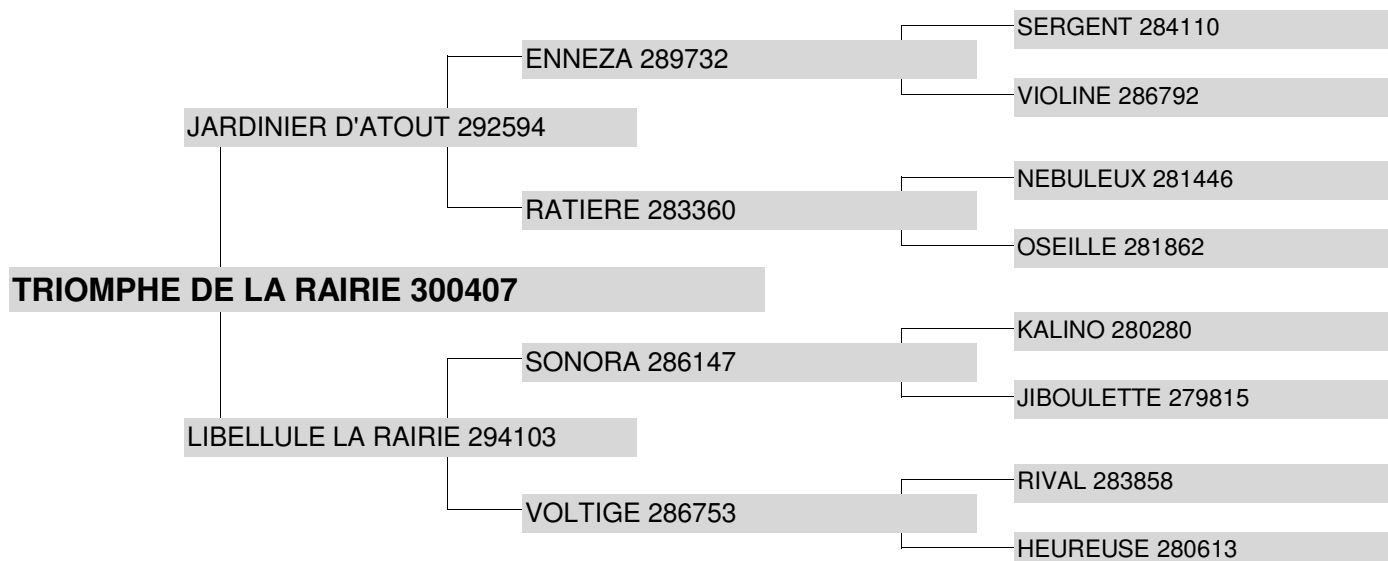 SERGENT 284110
ENNEZA 289732
VIOLINE 286792
JARDINIER D'ATOUT 292594
NEBULEUX 281446
RATIERE 283360
OSEILLE 281862
TRIOMPHE DE LA RAIRIE 300407
KALINO 280280
SONORA 286147
JIBOULETTE 279815
LIBELLULE LA RAIRIE 294103
RIVAL 283858
VOLTIGE 286753
HEUREUSE 280613